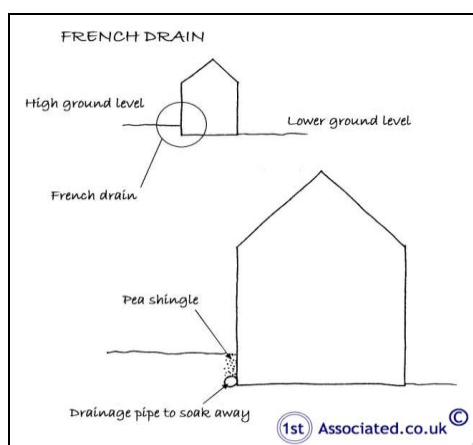 FRENCH DRAIN
High ground level
Lower ground level
French drain
Pea shingle
Drainage pipe to soak away
1st Associated.co.uk ©